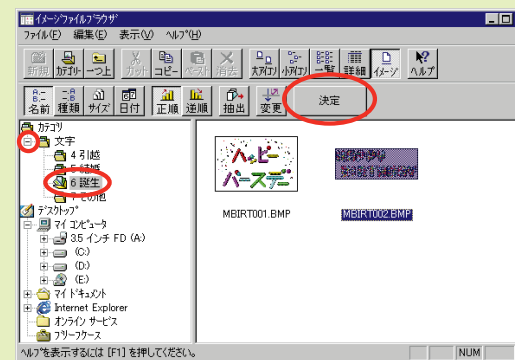 イメージファイルブラウザ
ファイル(F) 編集(E) 表示(V) ヘルプ(H)
新規 カテゴリ 一つ上 カット コピー ペースト 消去 大アイコン 小アイコン 一覧 詳細 イメージ ヘルプ
名前 種類 サイズ 日付 正順 逆順 抽出 変更 決定
カテゴリ
文字
4 引越
5 結婚
6 誕生
7 その他
デスクトップ
マイ コンピュータ
3.5 インチ FD (A:)
(C:)
(D:)
(E:)
マイ ドキュメント
Internet Explorer
オンライン サービス
フリーフケース
ハッピー
バースデー
MBIRT001.BMP
MBIRT002.BMP
ヘルプを表示するには [F1] を押してください。
NUM